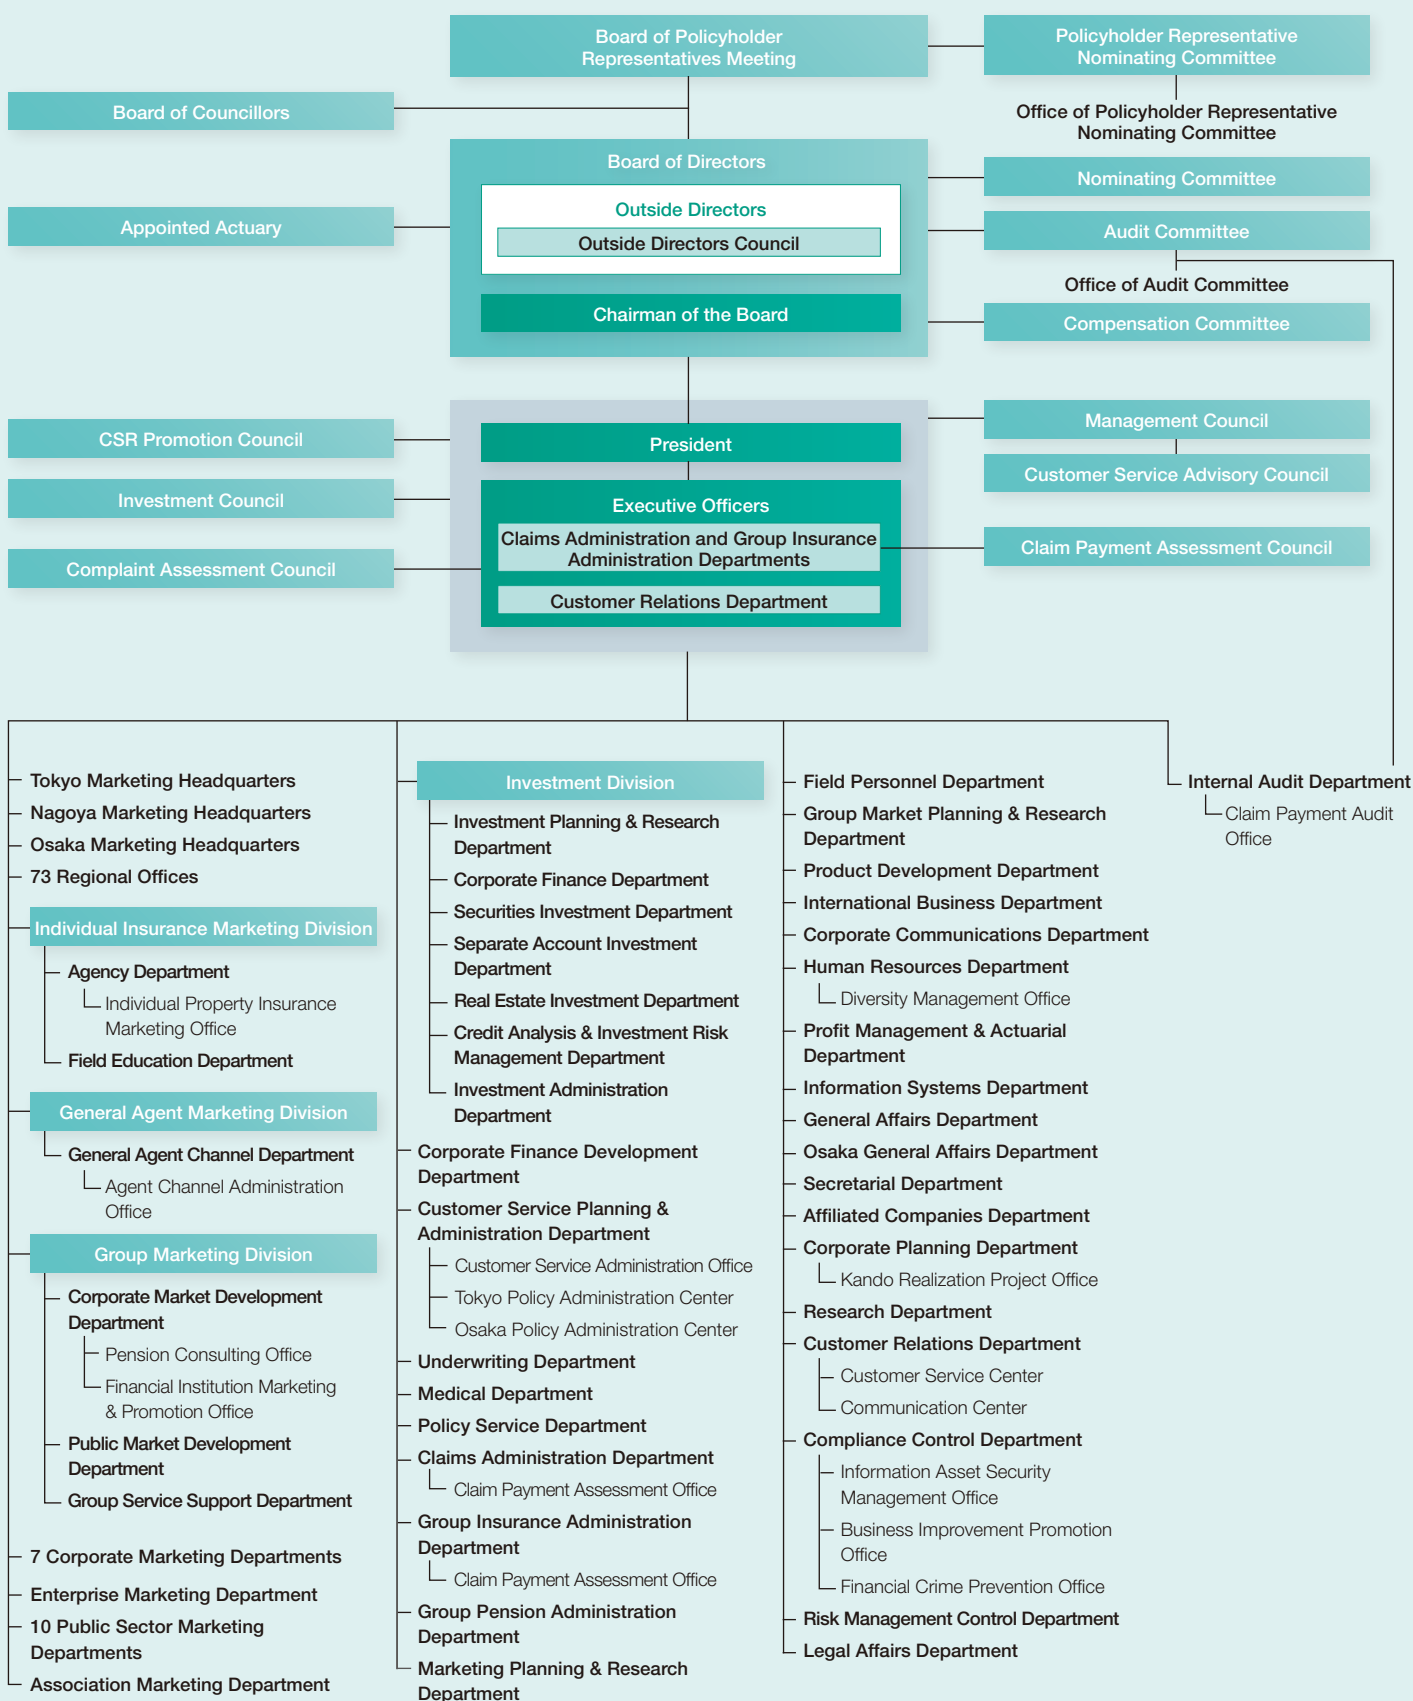 Board of Policyholder
Representatives Meeting
Policyholder Representative
Nominating Committee
Office of Policyholder Representative
Nominating Committee
Board of Councillors
Board of Directors
Outside Directors
Outside Directors Council
Chairman of the Board
Appointed Actuary
Nominating Committee
Audit Committee
Office of Audit Committee
Compensation Committee
CSR Promotion Council
Investment Council
Complaint Assessment Council
President
Executive Officers
Claims Administration and Group Insurance
Administration Departments
Customer Relations Department
Management Council
Customer Service Advisory Council
Claim Payment Assessment Council
Tokyo Marketing Headquarters
Nagoya Marketing Headquarters
Osaka Marketing Headquarters
73 Regional Offices
Individual Insurance Marketing Division
Agency Department
Individual Property Insurance
Marketing Office
Field Education Department
General Agent Marketing Division
General Agent Channel Department
Agent Channel Administration
Office
Group Marketing Division
Corporate Market Development
Department
Pension Consulting Office
Financial Institution Marketing
& Promotion Office
Public Market Development
Department
Group Service Support Department
7 Corporate Marketing Departments
Enterprise Marketing Department
10 Public Sector Marketing
Departments
Association Marketing Department
Investment Division
Investment Planning & Research
Department
Corporate Finance Department
Securities Investment Department
Separate Account Investment
Department
Real Estate Investment Department
Credit Analysis & Investment Risk
Management Department
Investment Administration
Department
Corporate Finance Development
Department
Customer Service Planning &
Administration Department
Customer Service Administration Office
Tokyo Policy Administration Center
Osaka Policy Administration Center
Underwriting Department
Medical Department
Policy Service Department
Claims Administration Department
Claim Payment Assessment Office
Group Insurance Administration
Department
Claim Payment Assessment Office
Group Pension Administration
Department
Marketing Planning & Research
Department
Field Personnel Department
Group Market Planning & Research
Department
Product Development Department
International Business Department
Corporate Communications Department
Human Resources Department
Diversity Management Office
Profit Management & Actuarial
Department
Information Systems Department
General Affairs Department
Osaka General Affairs Department
Secretarial Department
Affiliated Companies Department
Corporate Planning Department
Kando Realization Project Office
Research Department
Customer Relations Department
Customer Service Center
Communication Center
Compliance Control Department
Information Asset Security
Management Office
Business Improvement Promotion
Office
Financial Crime Prevention Office
Risk Management Control Department
Legal Affairs Department
Internal Audit Department
Claim Payment Audit
Office